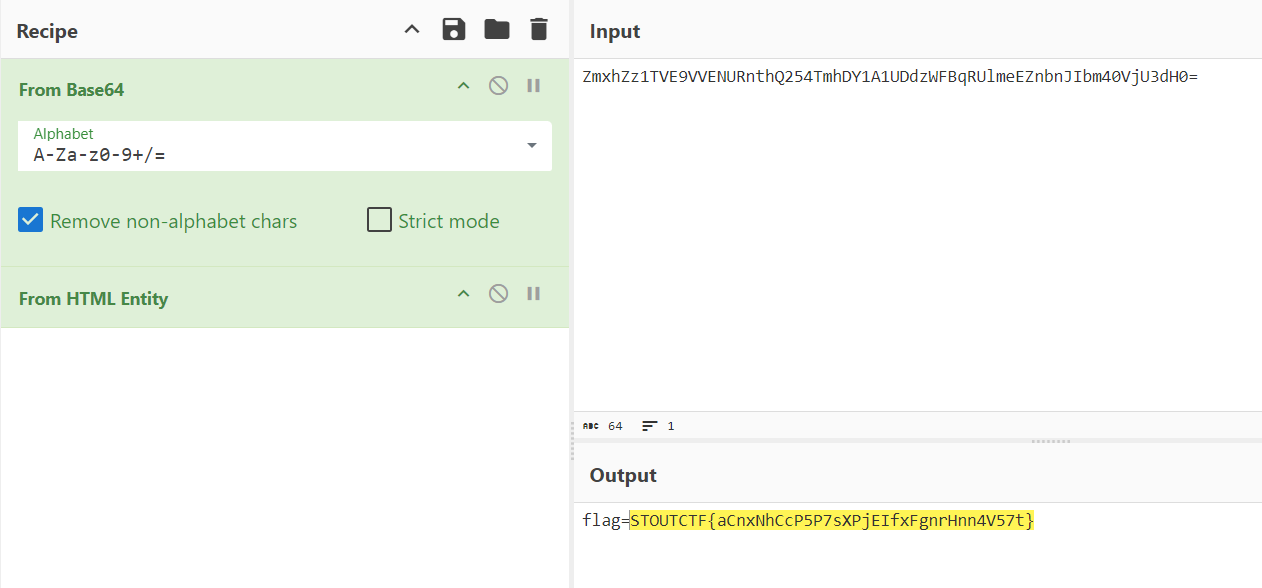 Recipe
From Base64
Alphabet
A-Za-z0-9+/=
Remove non-alphabet chars
Strict mode
From HTML Entity
Input
ZmxhZz1TVE9VVENURnthQ254TmhDY1A1UDdzWFBqRUlmeEZnbnJIbm40VjU3dH0=
ABC 64 1
Output
flag=STOUTCTF{aCnxNhCcP5P7sXPjEIfxFgnrHnn4V57t}